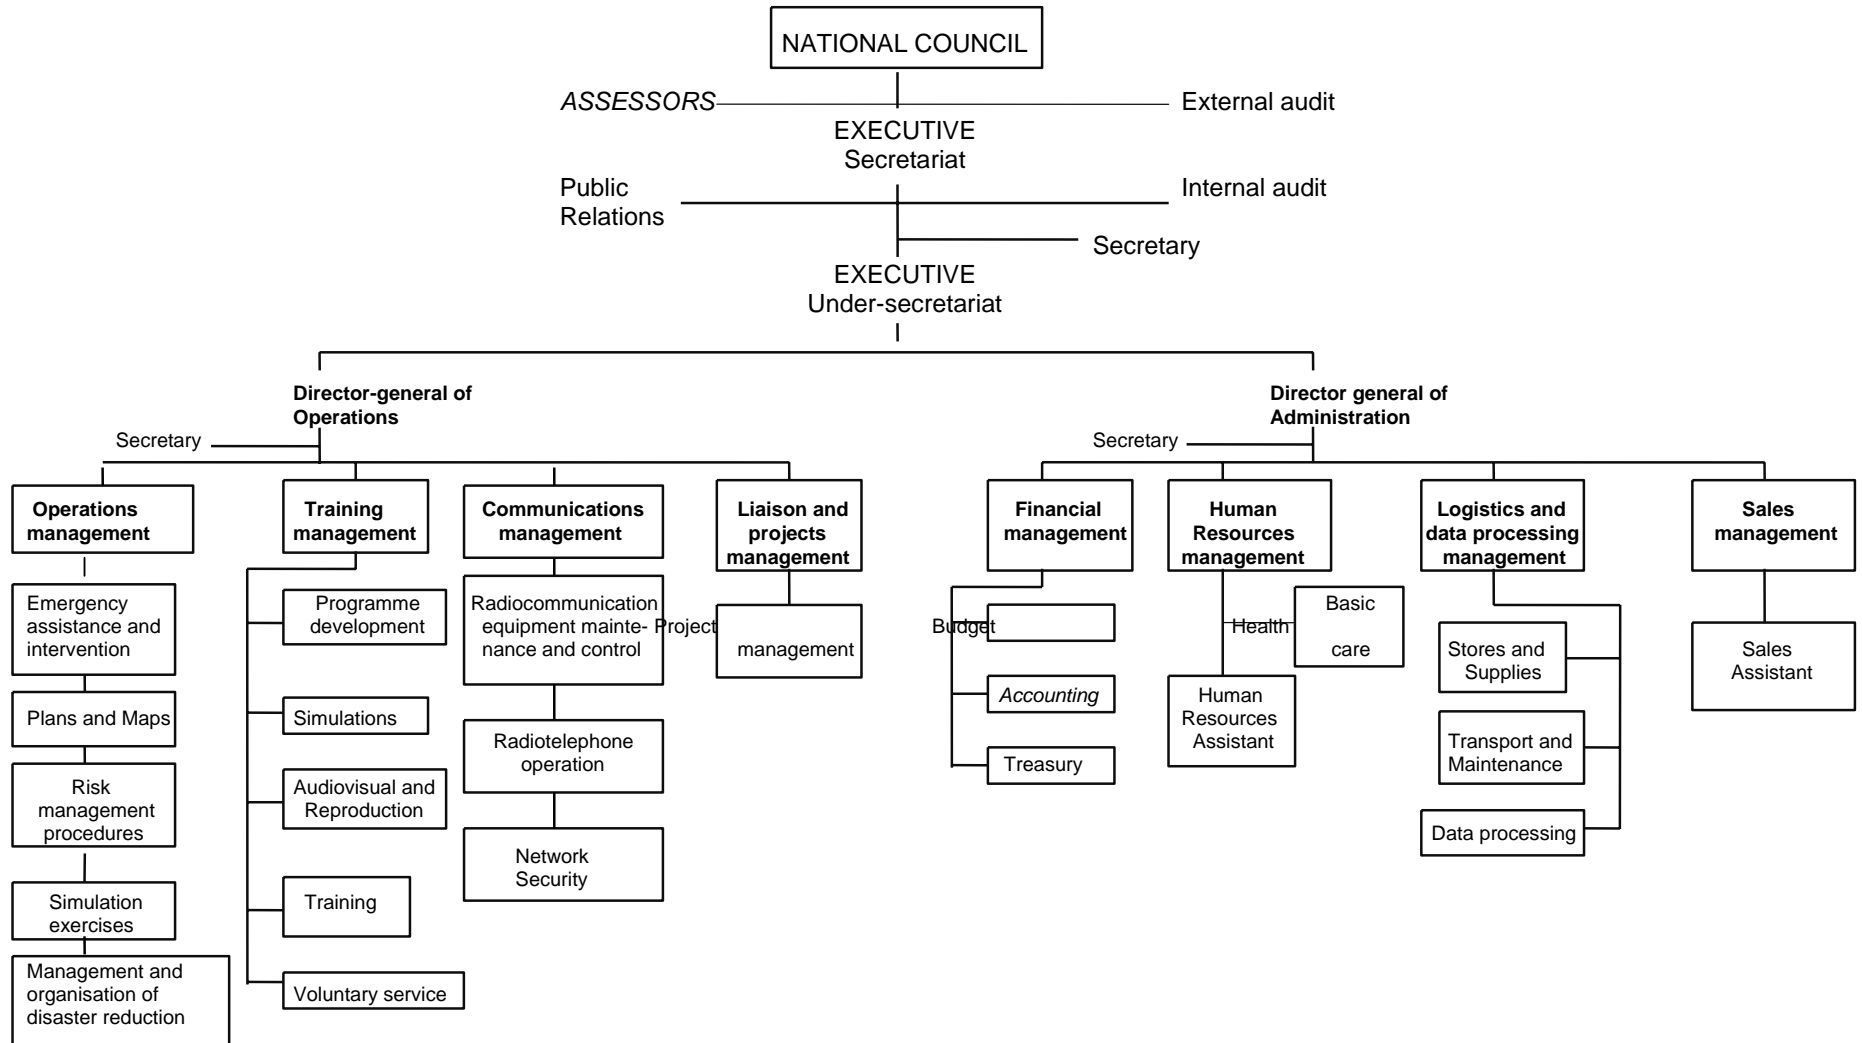 NATIONAL COUNCIL
ASSESSORS
External audit
EXECUTIVE
Secretariat
Public
Relations
Internal audit
Secretary
EXECUTIVE
Under-secretariat
Director-general of
Operations
Director general of
Administration
Secretary
Secretary
Operations
management
Training
management
Communications
management
Liaison and
projects
management
Financial
management
Human
Resources
management
Logistics and
data processing
management
Sales
management
Emergency
assistance and
intervention
Plans and Maps
Risk
management
procedures
Simulation
exercises
Management and
organisation of
disaster reduction
Programme
development
Simulations
Audiovisual and
Reproduction
Training
Voluntary service
Radiocommunication
equipment mainte-
nance and control
Radiotelephone
operation
Network
Security
Project
management
Budget
Accounting
Treasury
Health
Basic
care
Human
Resources
Assistant
Stores and
Supplies
Transport and
Maintenance
Data processing
Sales
Assistant